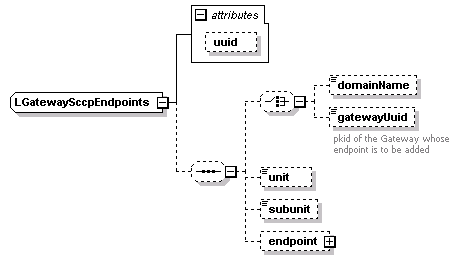 attributes
uuid
LGatewaySccpEndpoints
domainName
gatewayUuid
pkid of the Gateway whose
endpoint is to be added
unit
subunit
endpoint